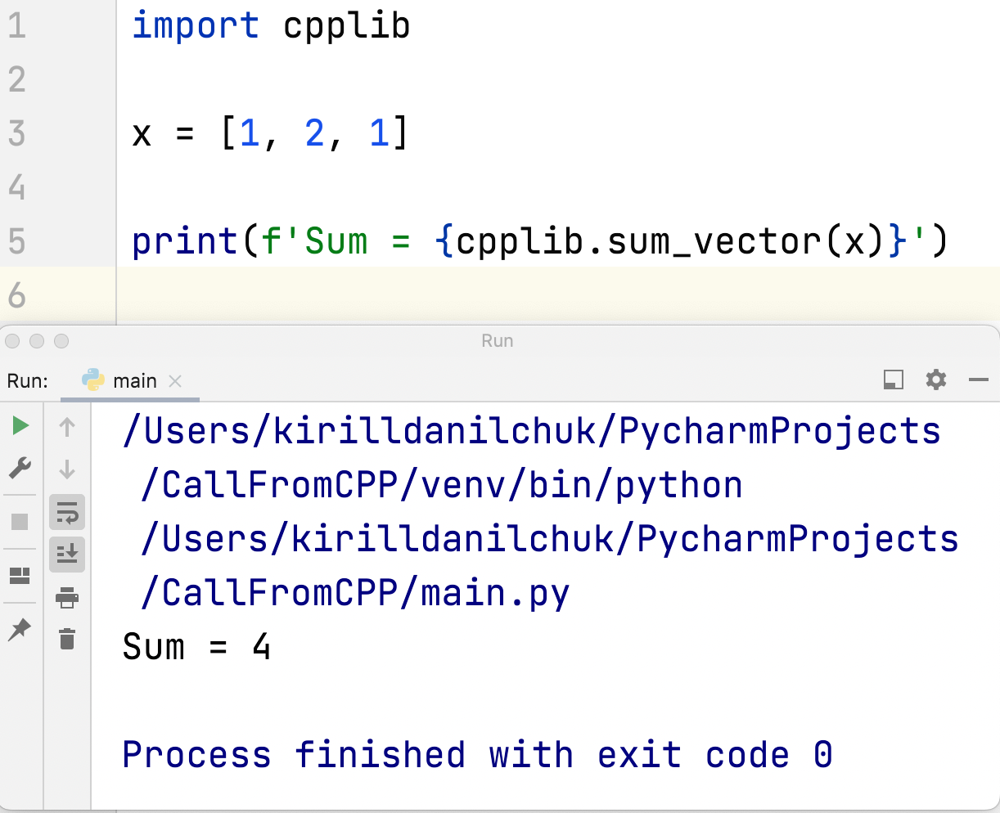 1 import cpplib
2
3 x = [1, 2, 1]
4
5 print(f'Sum = {cpplib.sum_vector(x)}')
6
Run
Run: main
/Users/kirilldanilchuk/PycharmProjects
/CallFromCPP/venv/bin/python
/Users/kirilldanilchuk/PycharmProjects
/CallFromCPP/main.py
Sum = 4
Process finished with exit code 0